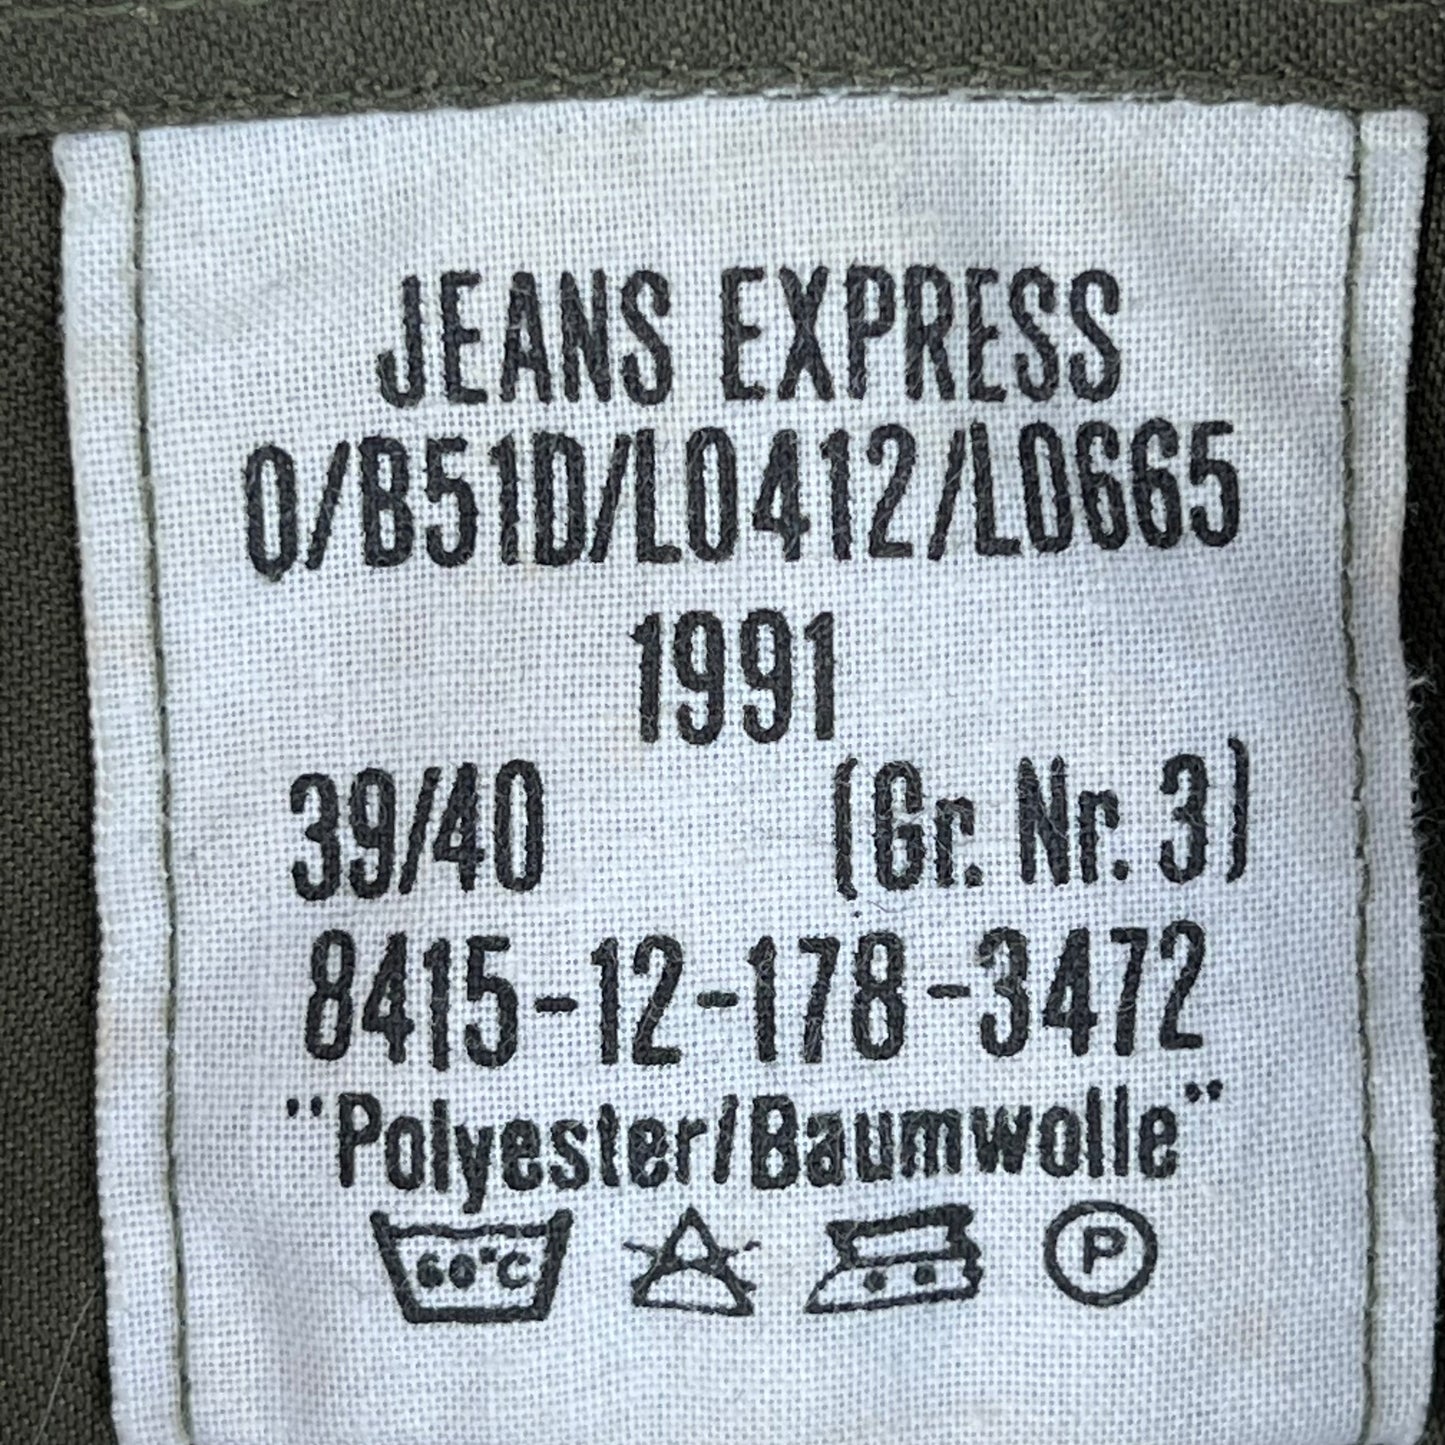 JEANS EXPRESS
0/B51D/L0412/L0665
1991
39/40 (Gr. Nr. 3)
8415-12-178-3472
"Polyester/Baumwolle"
60°C P